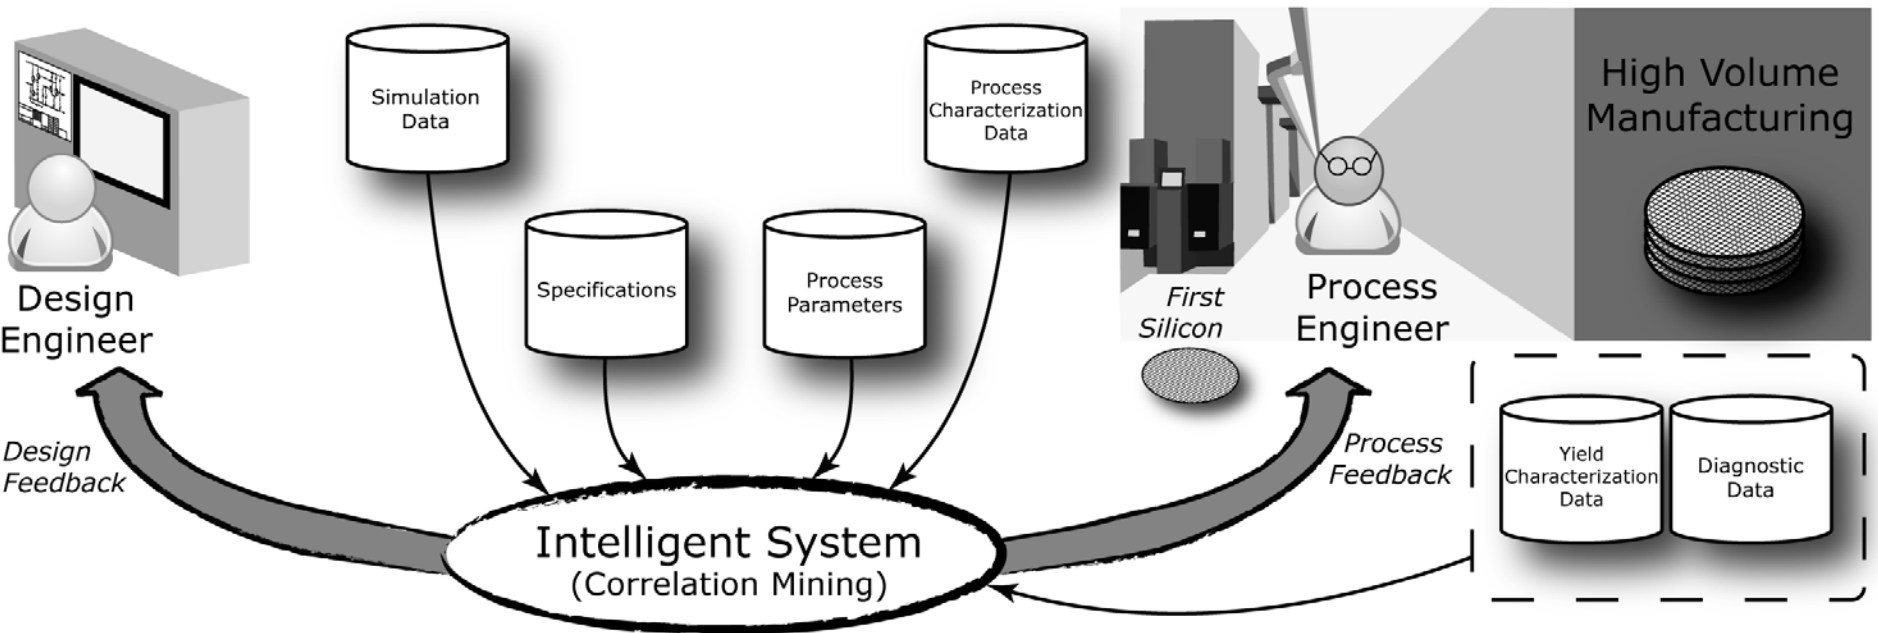 Simulation
Data
Process
Characterization
Data
High Volume
Manufacturing
Specifications
Process
Parameters
Design
Engineer
First
Silicon
Process
Engineer
Design
Feedback
Process
Feedback
Yield
Characterization
Data
Diagnostic
Data
Intelligent System
(Correlation Mining)